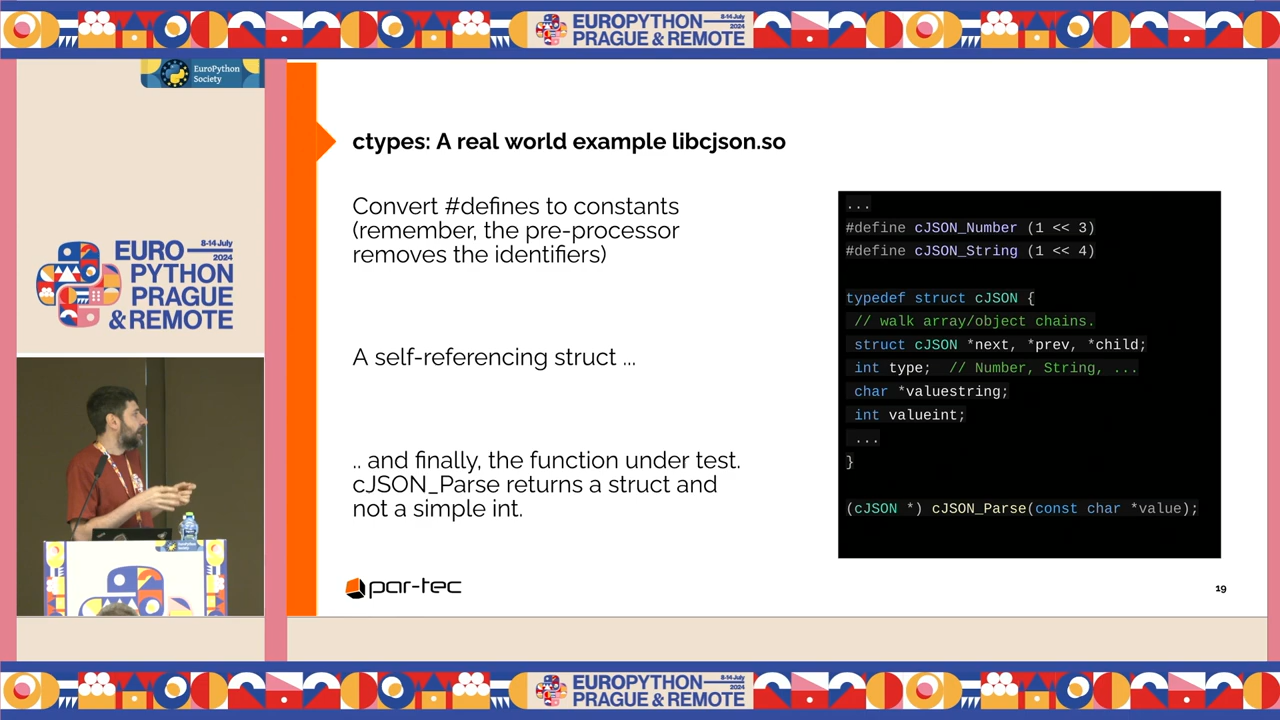 EUROPYTHON
8-14 July
2024
PRAGUE & REMOTE
EuroPython
Society
EURO
8-14 July
2024
PYTHON
PRAGUE
& REMOTE
ctypes: A real world example libcjson.so
Convert #defines to constants
(remember, the pre-processor
removes the identifiers)
A self-referencing struct ...
.. and finally, the function under test.
cJSON_Parse returns a struct and
not a simple int.
...
#define cJSON_Number (1 << 3)
#define cJSON_String (1 << 4)
typedef struct cJSON {
// walk array/object chains.
struct cJSON *next, *prev, *child;
int type;  // Number, String, ...
char *valuestring;
int valueint;
...
}
(cJSON *) cJSON_Parse(const char *value);
par-tec
19
EUROPYTHON
8-14 July
2024
PRAGUE & REMOTE